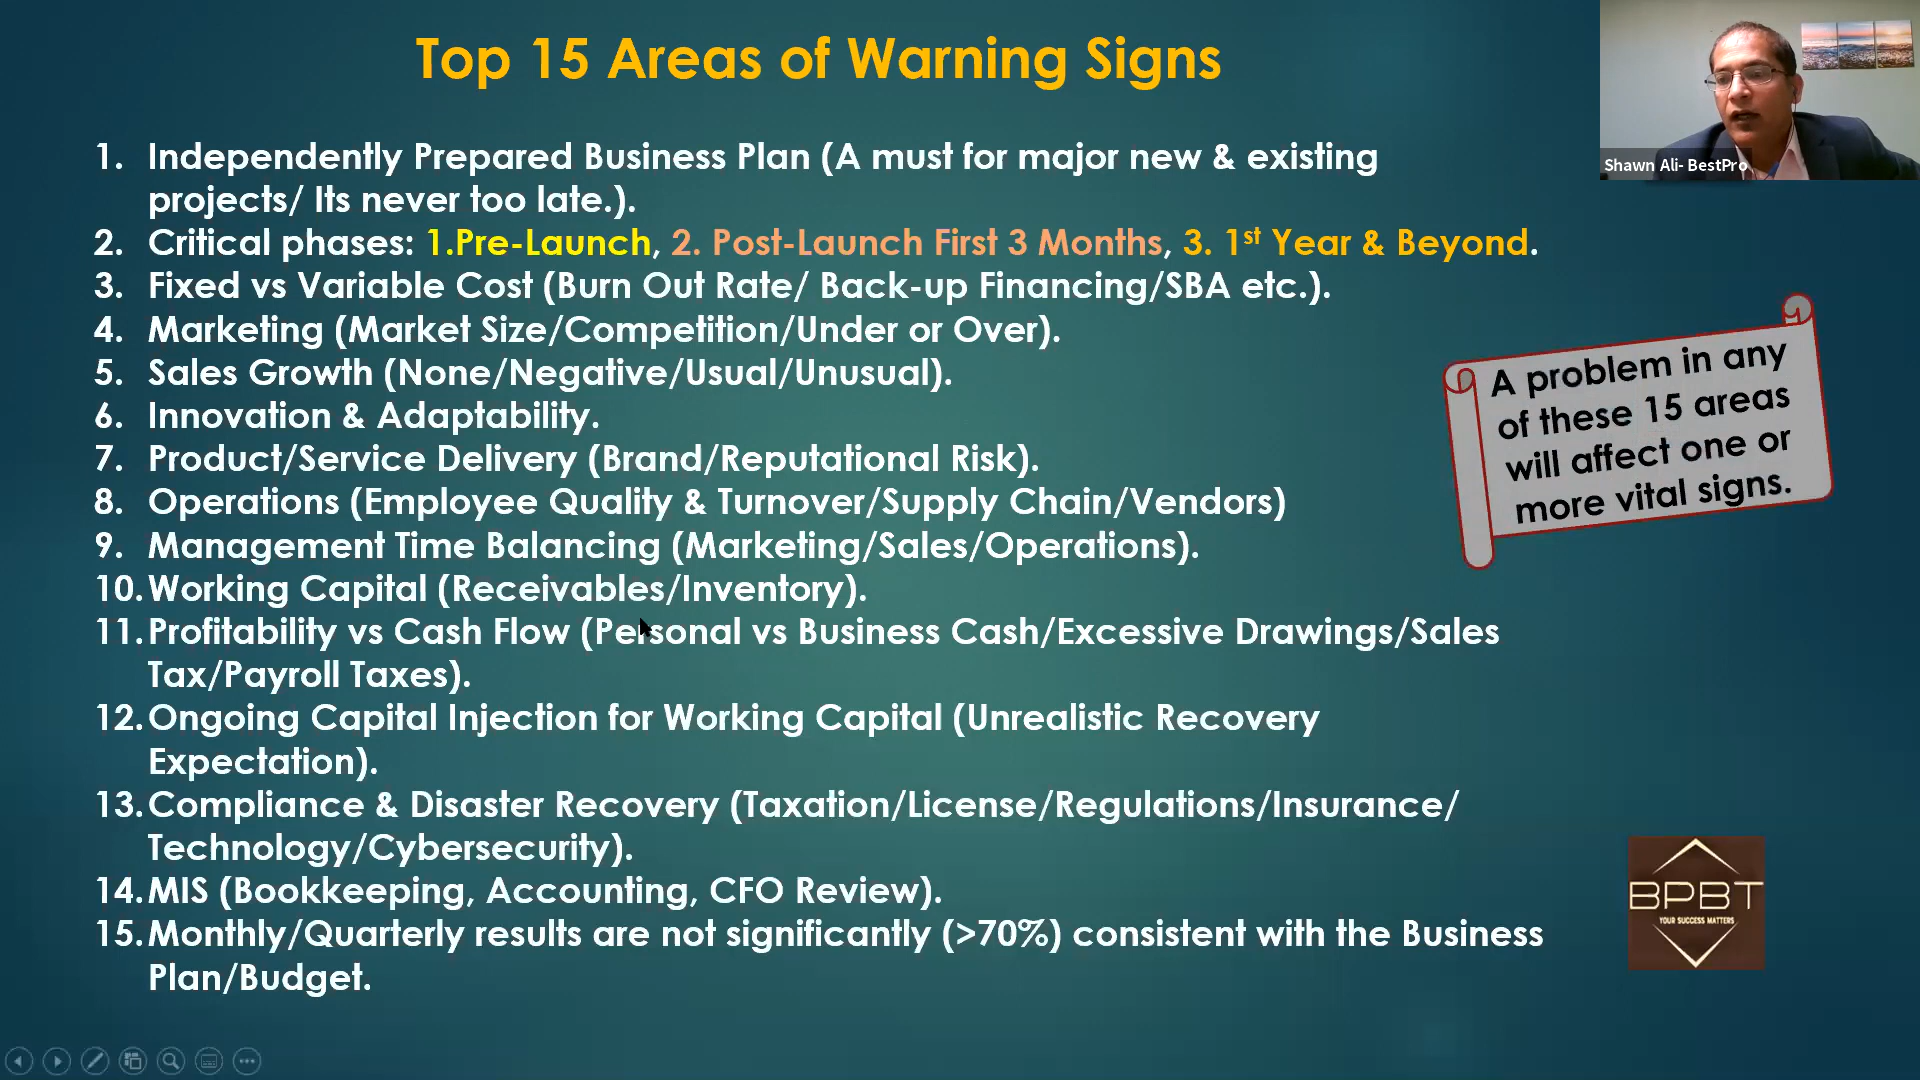 Top 15 Areas of Warning Signs
1. Independently Prepared Business Plan (A must for major new & existing
projects/ Its never too late.).
2. Critical phases: 1.Pre-Launch, 2. Post-Launch First 3 Months, 3. 1st Year & Beyond.
3. Fixed vs Variable Cost (Burn Out Rate/ Back-up Financing/SBA etc.).
4. Marketing (Market Size/Competition/Under or Over).
5. Sales Growth (None/Negative/Usual/Unusual).
6. Innovation & Adaptability.
7. Product/Service Delivery (Brand/Reputational Risk).
8. Operations (Employee Quality & Turnover/Supply Chain/Vendors)
9. Management Time Balancing (Marketing/Sales/Operations).
10. Working Capital (Receivables/Inventory).
11. Profitability vs Cash Flow (Personal vs Business Cash/Excessive Drawings/Sales
Tax/Payroll Taxes).
12. Ongoing Capital Injection for Working Capital (Unrealistic Recovery
Expectation).
13. Compliance & Disaster Recovery (Taxation/License/Regulations/Insurance/
Technology/Cybersecurity).
14. MIS (Bookkeeping, Accounting, CFO Review).
15. Monthly/Quarterly results are not significantly (>70%) consistent with the Business
Plan/Budget.
Shawn Ali- BestPro
A problem in any
of these 15 areas
will affect one or
more vital signs.
BPBT
YOUR SUCCESS MATTERS